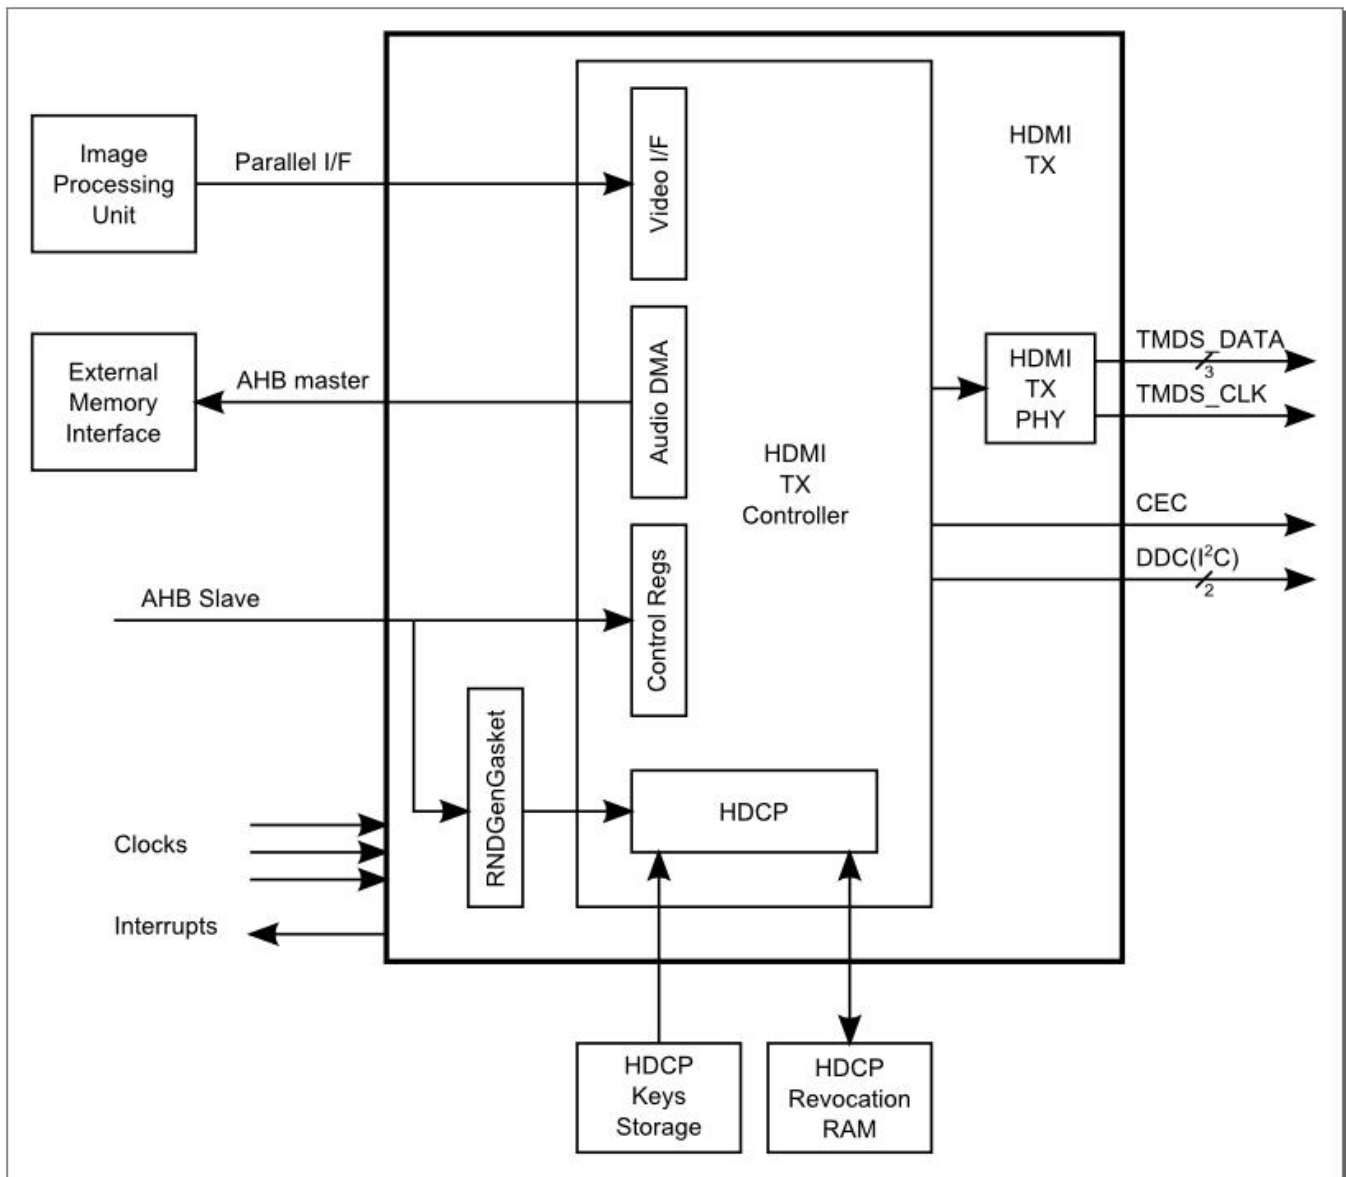 HDMI
TX
Image
Processing
Unit
Parallel I/F
Video I/F
External
Memory
Interface
AHB master
Audio DMA
HDMI
TX
Controller
HDMI
TX
PHY
TMDS_DATA
3
TMDS_CLK
CEC
DDC(I²C)
2
AHB Slave
Control Regs
RNDGenGasket
HDCP
Clocks
Interrupts
HDCP
Keys
Storage
HDCP
Revocation
RAM